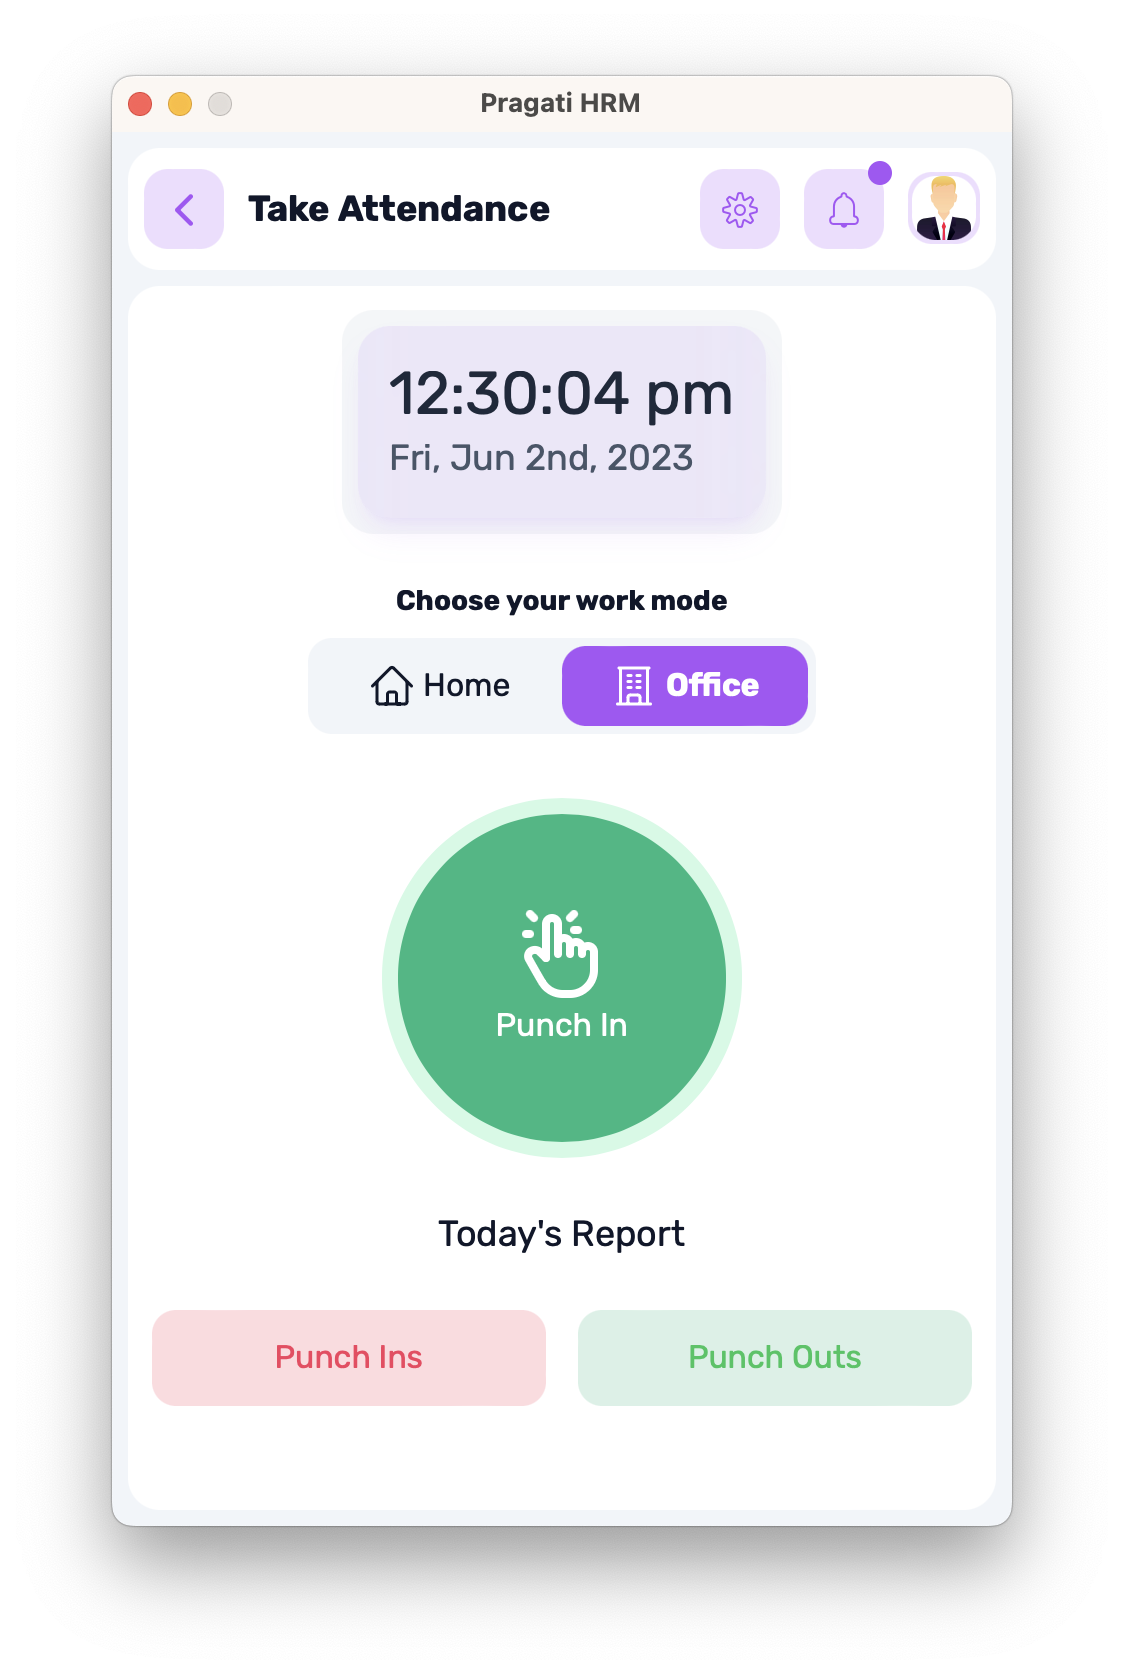 Pragati HRM
Take Attendance
12:30:04 pm
Fri, Jun 2nd, 2023
Choose your work mode
Home
Office
Punch In
Today's Report
Punch Ins
Punch Outs